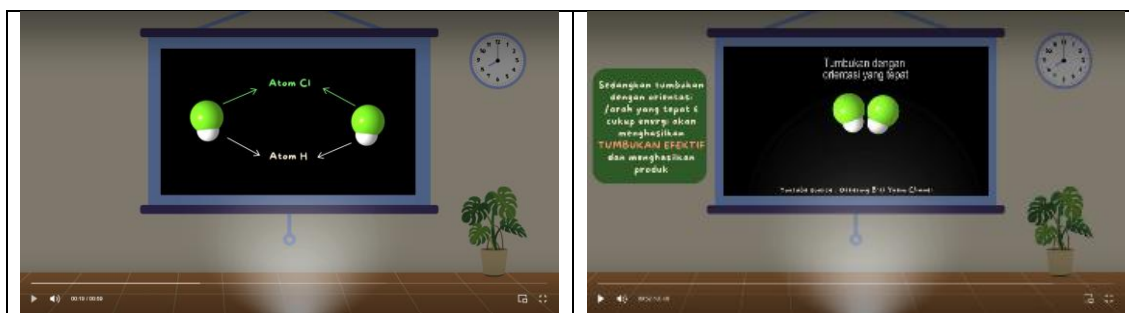 Atom Cl
Atom H
Tumbukan dengan
orientasi yang tepat
Sedangkan tumbukan
dengan orientasi
/arah yang tepat &
cukup energi akan
menghasilkan
TUMBUKAN EFEKTIF
dan menghasilkan
produk